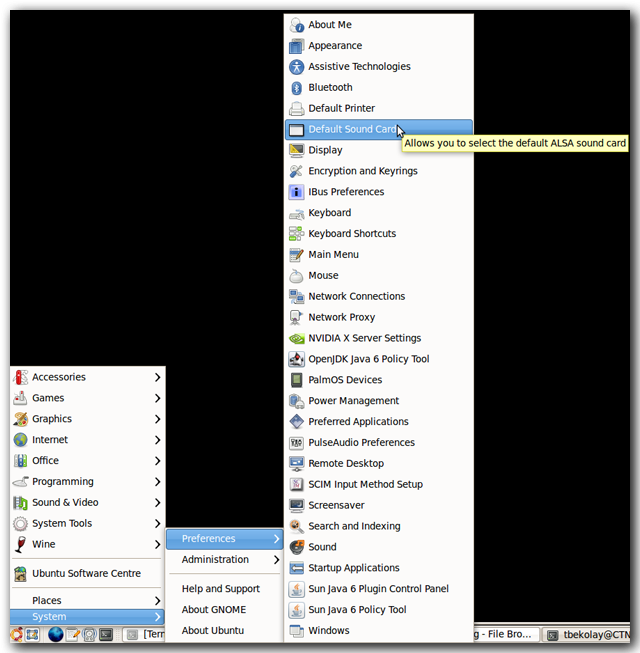 About Me
Appearance
Assistive Technologies
Bluetooth
Default Printer
Default Sound Card
Allows you to select the default ALSA sound card
Display
Encryption and Keyrings
IBus Preferences
Keyboard
Keyboard Shortcuts
Main Menu
Mouse
Network Connections
Network Proxy
NVIDIA X Server Settings
OpenJDK Java 6 Policy Tool
PalmOS Devices
Power Management
Preferred Applications
PulseAudio Preferences
Remote Desktop
SCIM Input Method Setup
Screensaver
Search and Indexing
Sound
Startup Applications
Sun Java 6 Plugin Control Panel
Sun Java 6 Policy Tool
Windows
Accessories
Games
Graphics
Internet
Office
Programming
Sound & Video
System Tools
Wine
Ubuntu Software Centre
Places
System
Preferences
Administration
Help and Support
About GNOME
About Ubuntu
[Terr
g - File Bro...
tbekolay@CTN